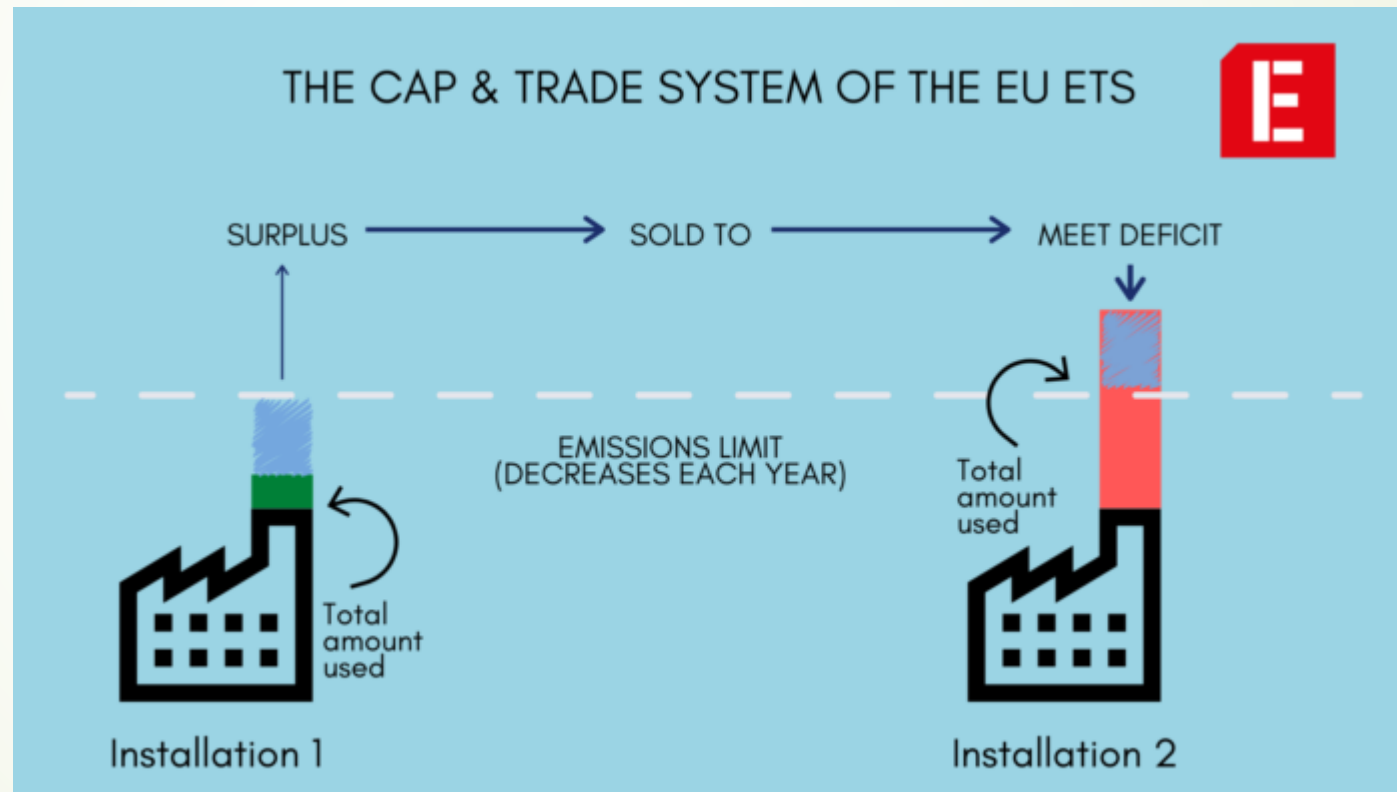 THE CAP & TRADE SYSTEM OF THE EU ETS
E
SURPLUS
SOLD TO
MEET DEFICIT
EMISSIONS LIMIT
(DECREASES EACH YEAR)
Total
amount
used
Total
amount
used
Installation 1
Installation 2